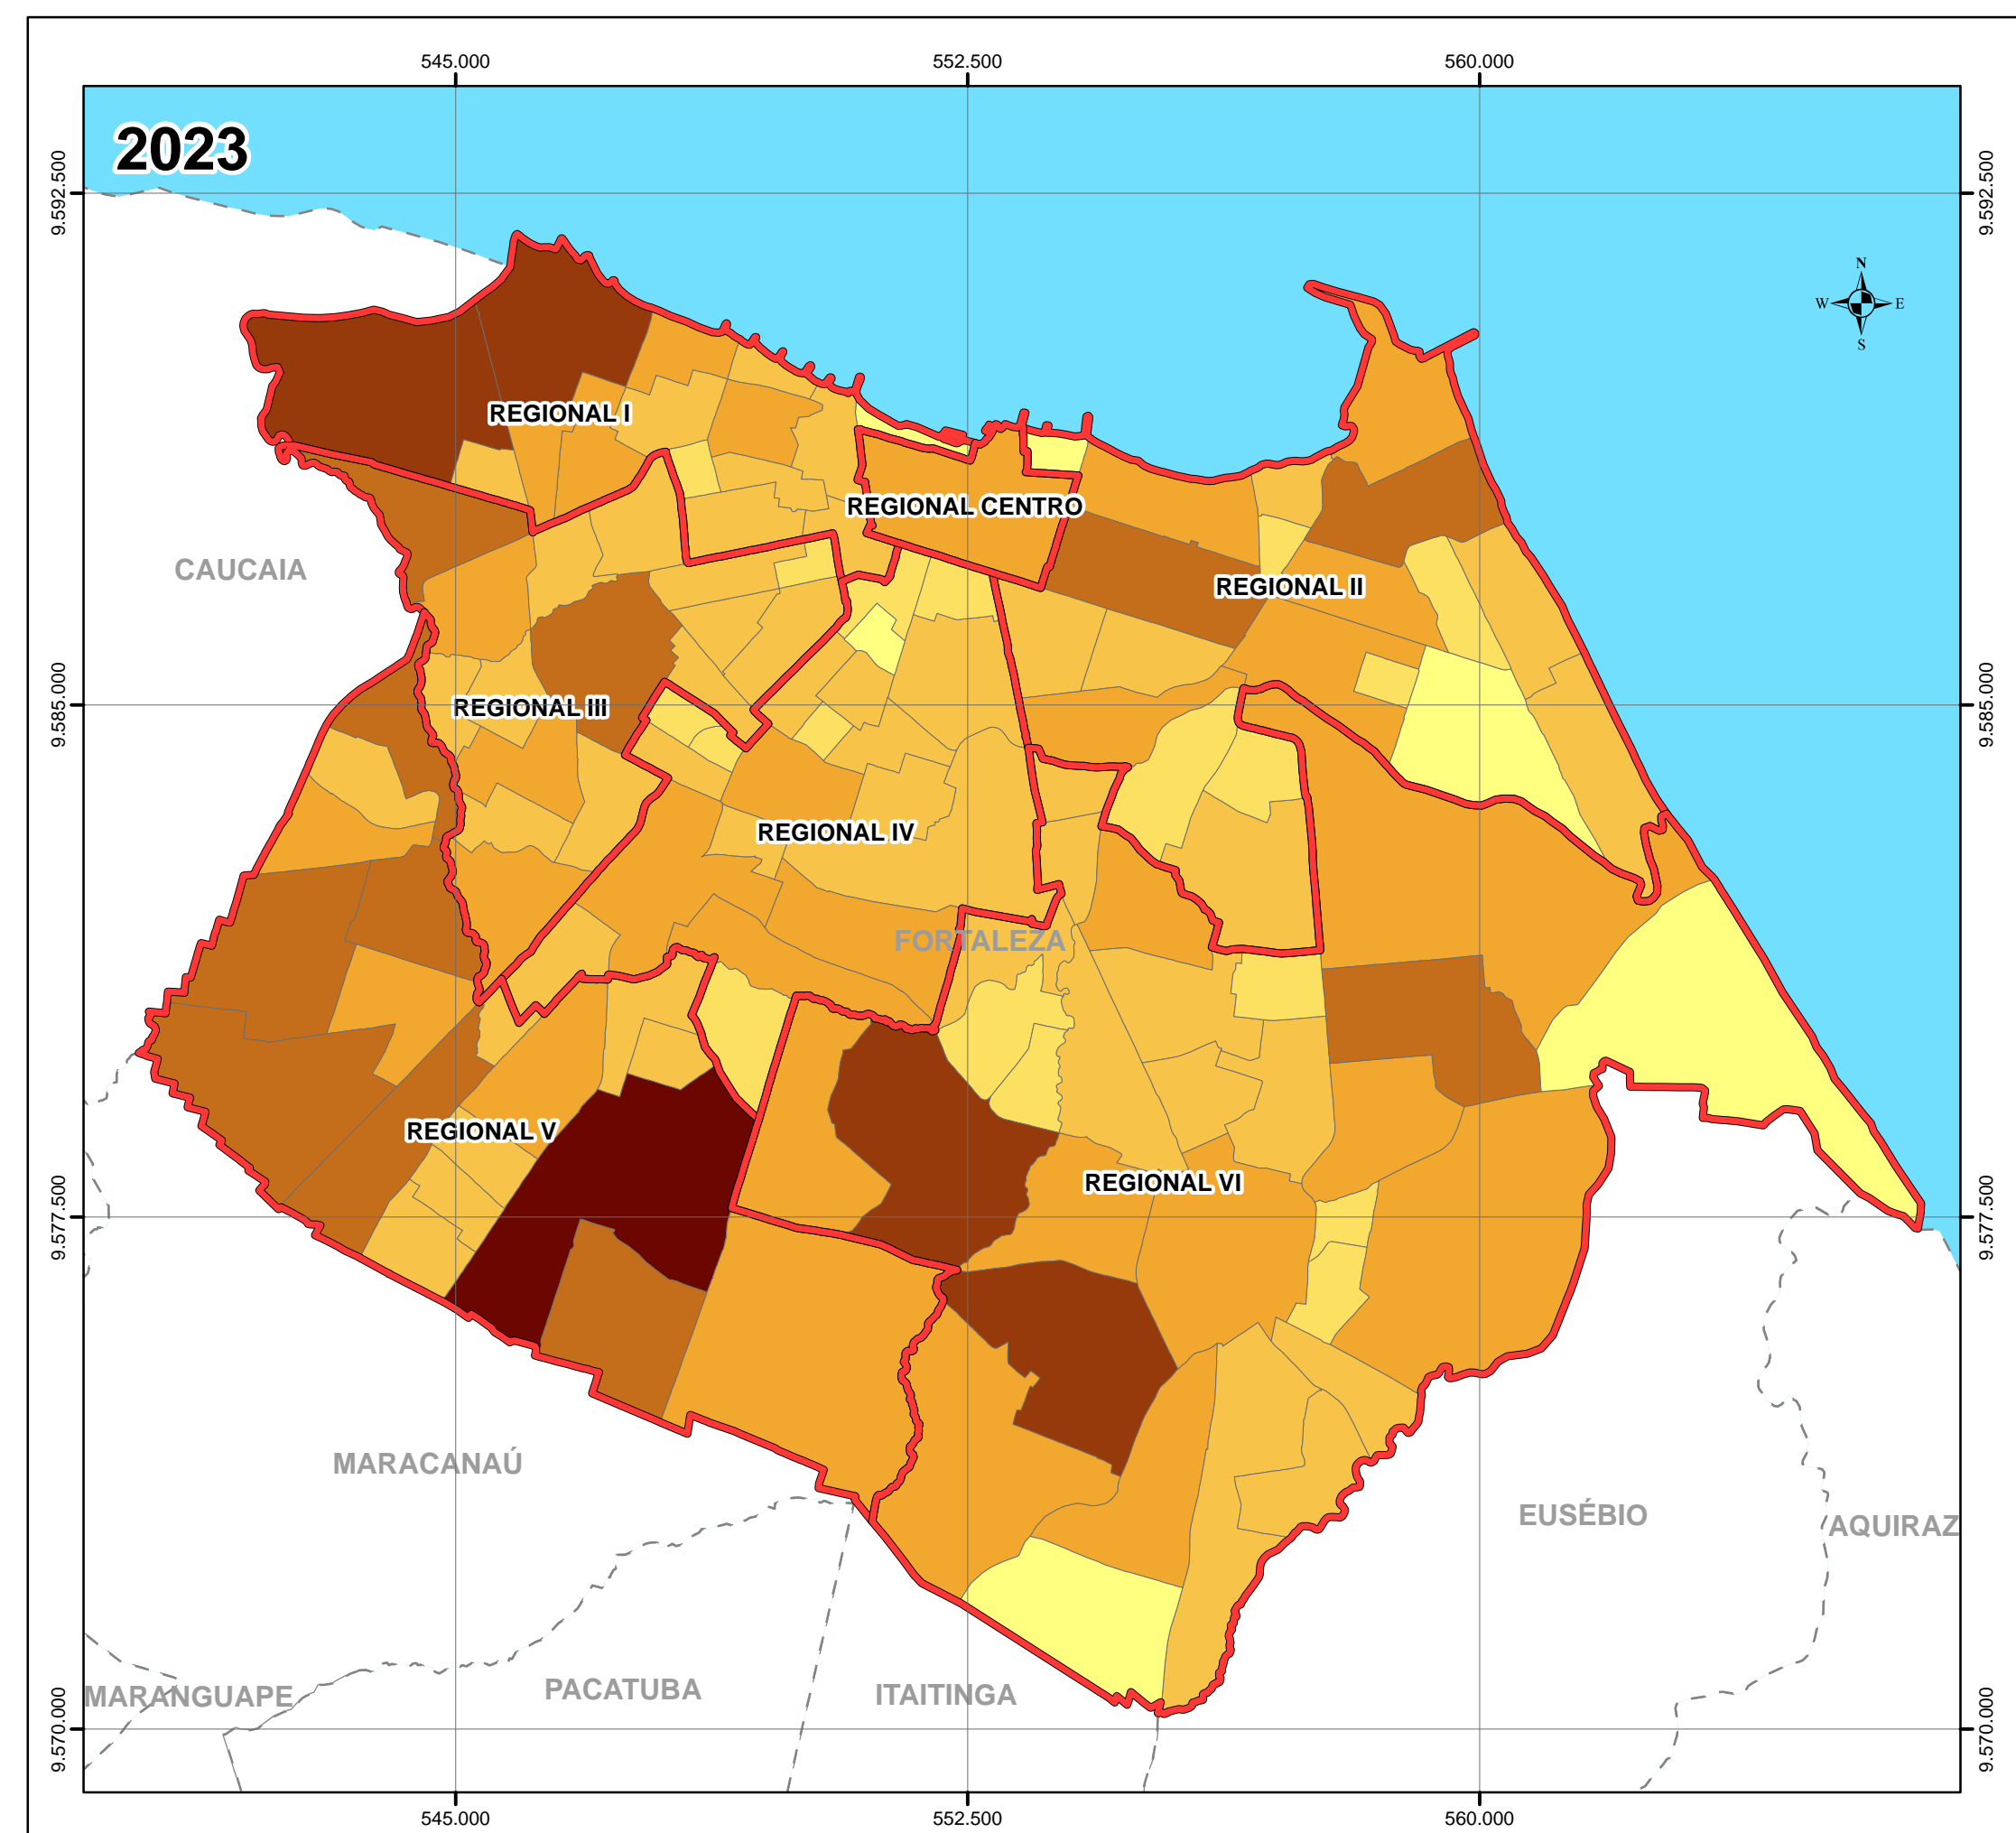 545.000 552.500 560.000
2023
9.592.500 9.592.500
N
W E
S
REGIONAL I
REGIONAL CENTRO
CAUCAIA
REGIONAL II
9.585.000 9.585.000
REGIONAL III
REGIONAL IV
FORTALEZA
REGIONAL V
REGIONAL VI
9.577.500 9.577.500
MARACANAÚ
EUSÉBIO
AQUIRAZ
PACATUBA
ITAITINGA
MARANGUAPE
9.570.000 9.570.000
545.000 552.500 560.000